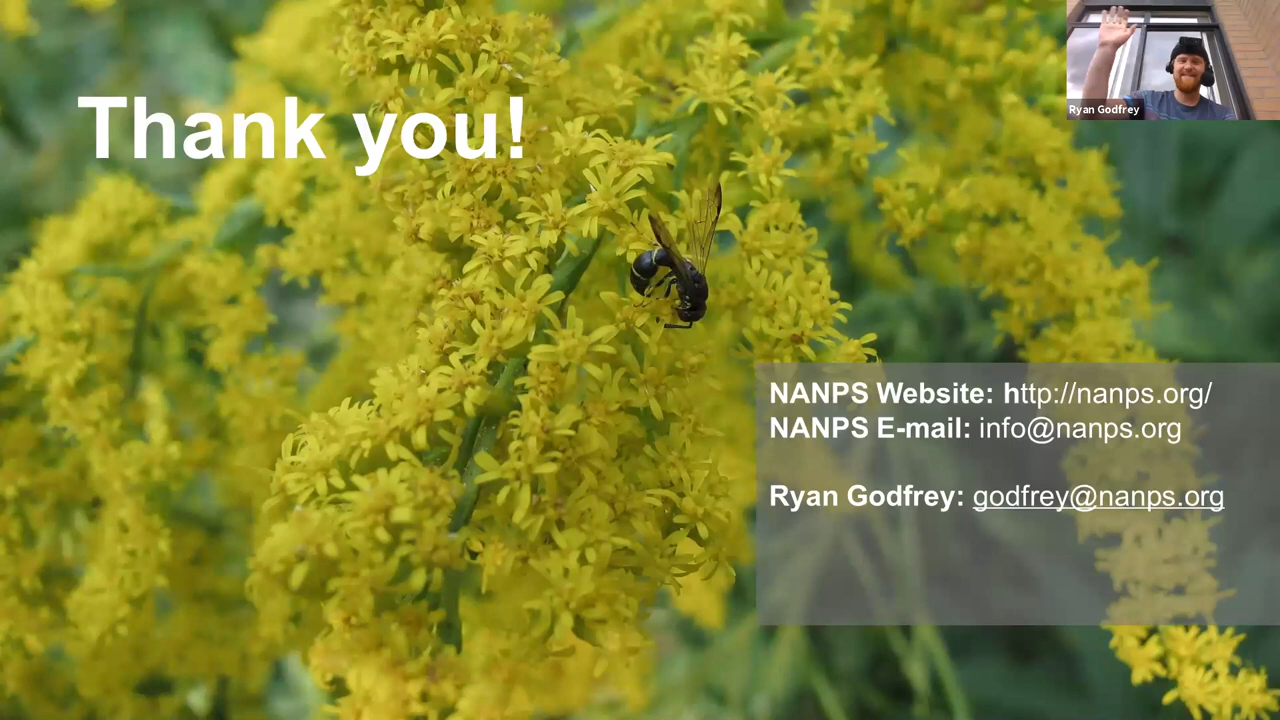 Thank you!
Ryan Godfrey
NANPS Website: http://nanps.org/
NANPS E-mail: info@nanps.org
Ryan Godfrey: godfrey@nanps.org